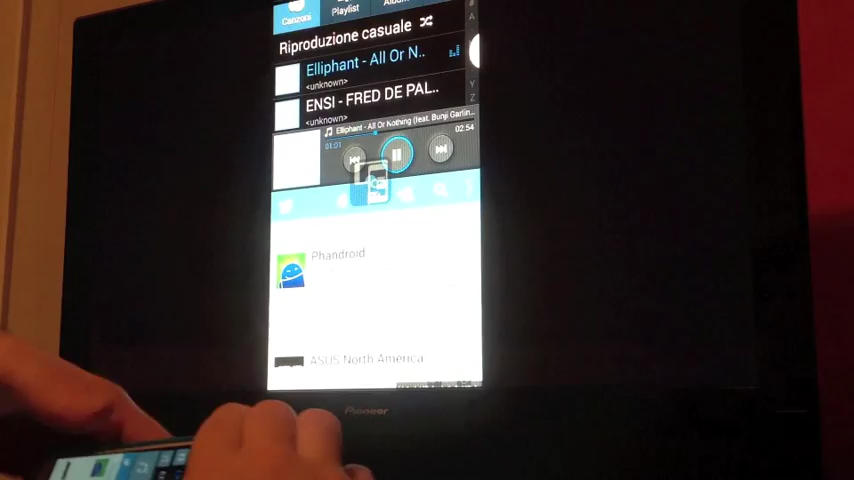 Canzoni
Playlist
Album
A
Riproduzione casuale
Elliphant - All Or N..
<unknown>
ENSI - FRED DE PAL..
<unknown>
Y
Z
Elliphant - All Or Nothing (feat. Bunji Garlin...
01:01
02:54
Phandroid
ASUS North America
Pioneer